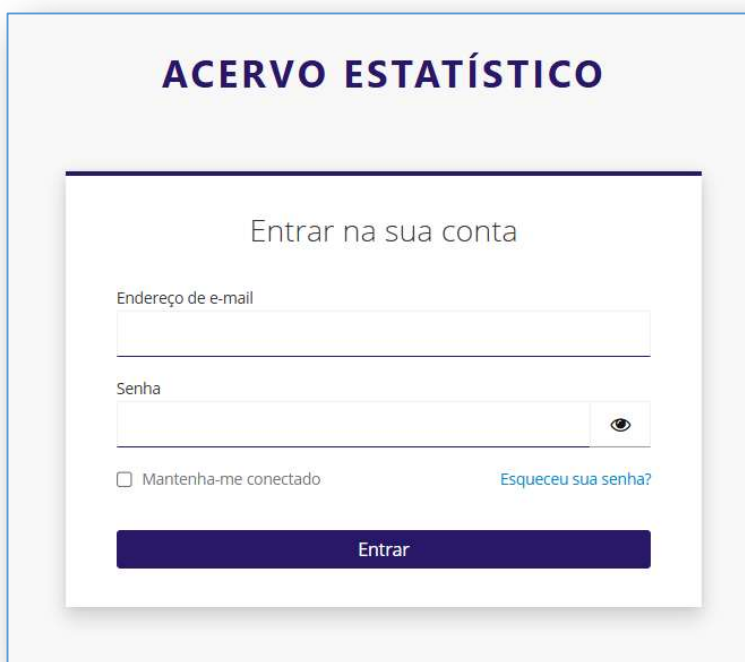 ACERVO ESTATÍSTICO
Entrar na sua conta
Endereço de e-mail
Senha
Mantenha-me conectado
Esqueceu sua senha?
Entrar